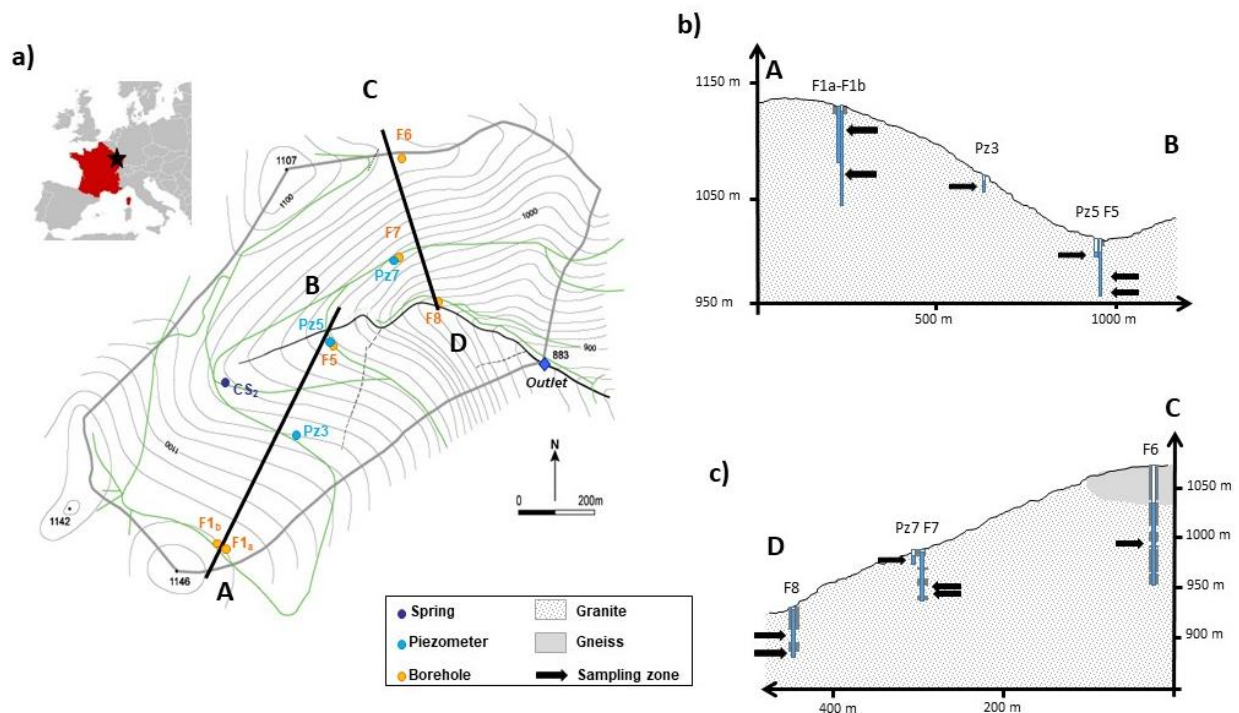 a)
C
F6
1107
1100
1000
F7
Pz7
B
Pz5
F5
F8
D
900
883
Outlet
CS2
Pz3
1100
N
0 200m
1142
F1b
F1a
1146
A
Spring
Piezometer
Borehole
Granite
Gneiss
Sampling zone
b)
1150 m
A
F1a-F1b
B
Pz3
1050 m
Pz5 F5
950 m
500 m
1000 m
c)
C
F6
1050 m
Pz7 F7
1000 m
D
F8
950 m
900 m
400 m
200 m